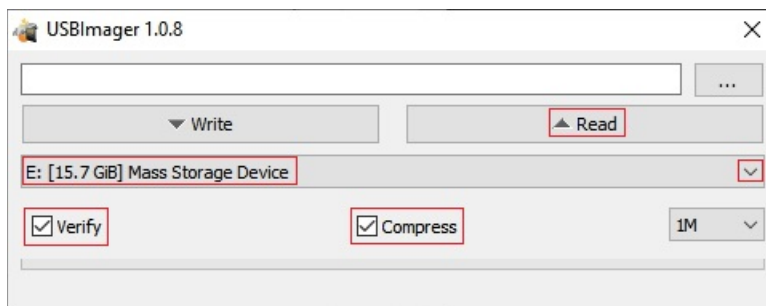 USBImager 1.0.8
...
Write
Read
E: [15.7 GiB] Mass Storage Device
Verify
Compress
1M